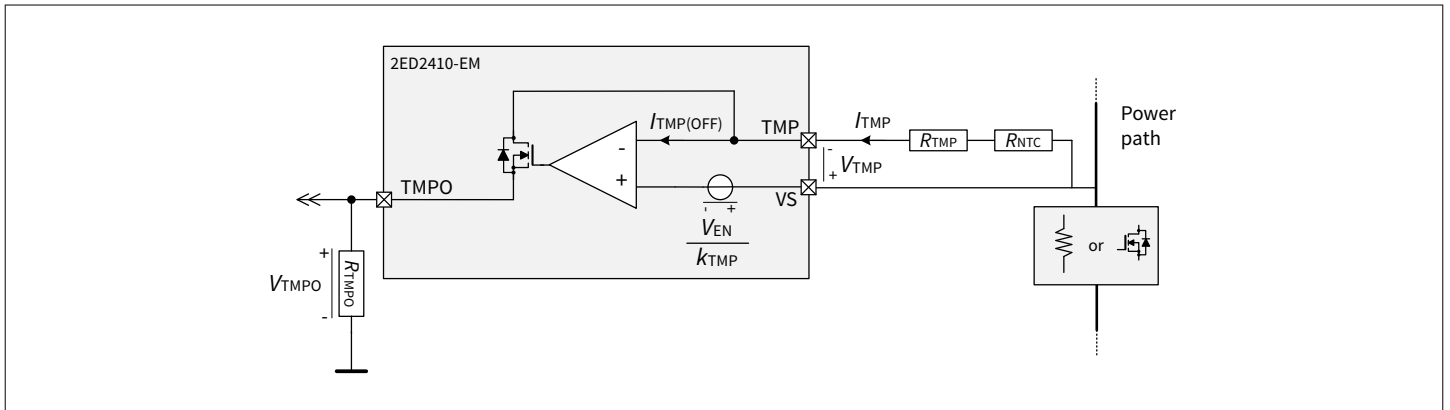 2ED2410-EM
Power
path
ITMP(OFF)
TMP
ITMP
RTMP
RNTC
-
-
+
VTMP
+
TMPO
VS
- +
VEN
kTMP
or
+
VTMPO
RTMPO
-